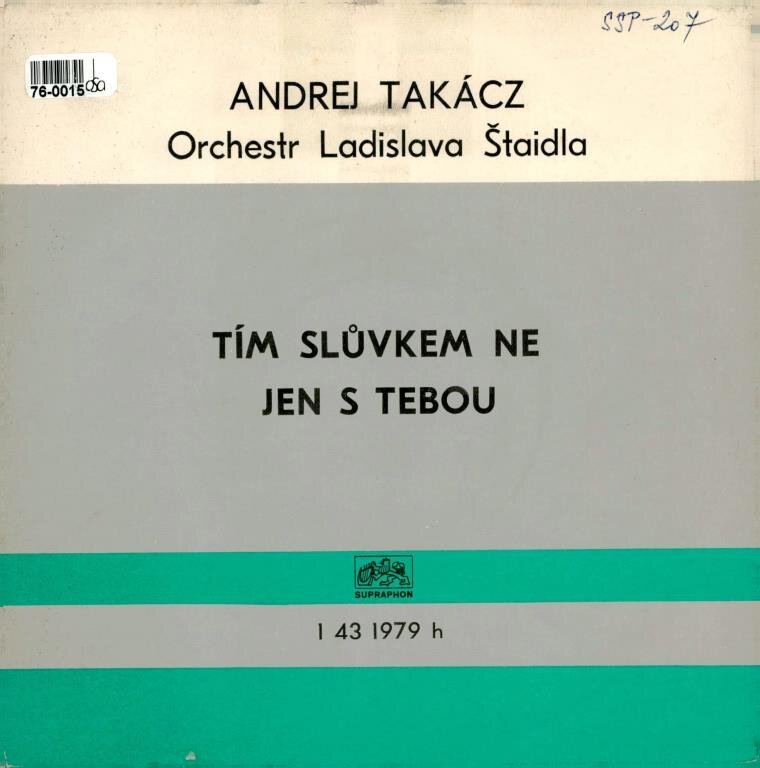 SSP-207
76-0015
ANDREJ TAKÁCZ
Orchestr Ladislava Štaidla
TÍM SLŮVKEM NE
JEN S TEBOU
SUPRAPHON
1 43 1979 h